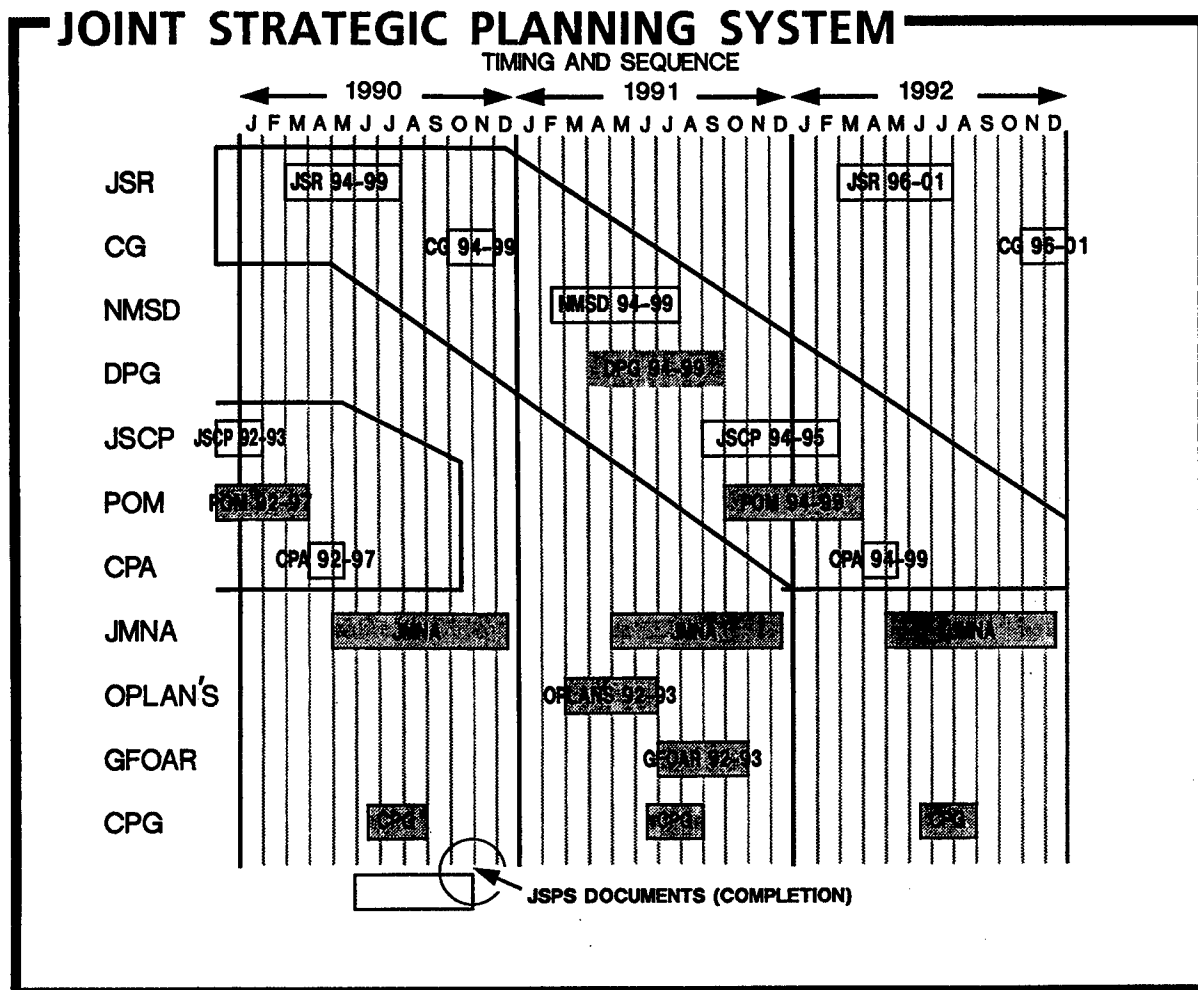 JOINT STRATEGIC PLANNING SYSTEM
TIMING AND SEQUENCE
1990 1991 1992
J F M A M J J A S O N D J F M A M J J A S O N D J F M A M J J A S O N D
JSR JSR 94-99 JSR 96-01
CG CG 94-99 CG 96-01
NMSD NMSD 94-99
DPG DPG 94-99
JSCP JSCP 92-93 JSCP 94-95
POM POM 92-97 POM 94-99
CPA CPA 92-97 CPA 94-99
JMNA JMNA JMNA JMNA
OPLAN'S OPLANS 92-93
GFOAR GFOAR 92-93
CPG CPG CPG CPG
JSPS DOCUMENTS (COMPLETION)